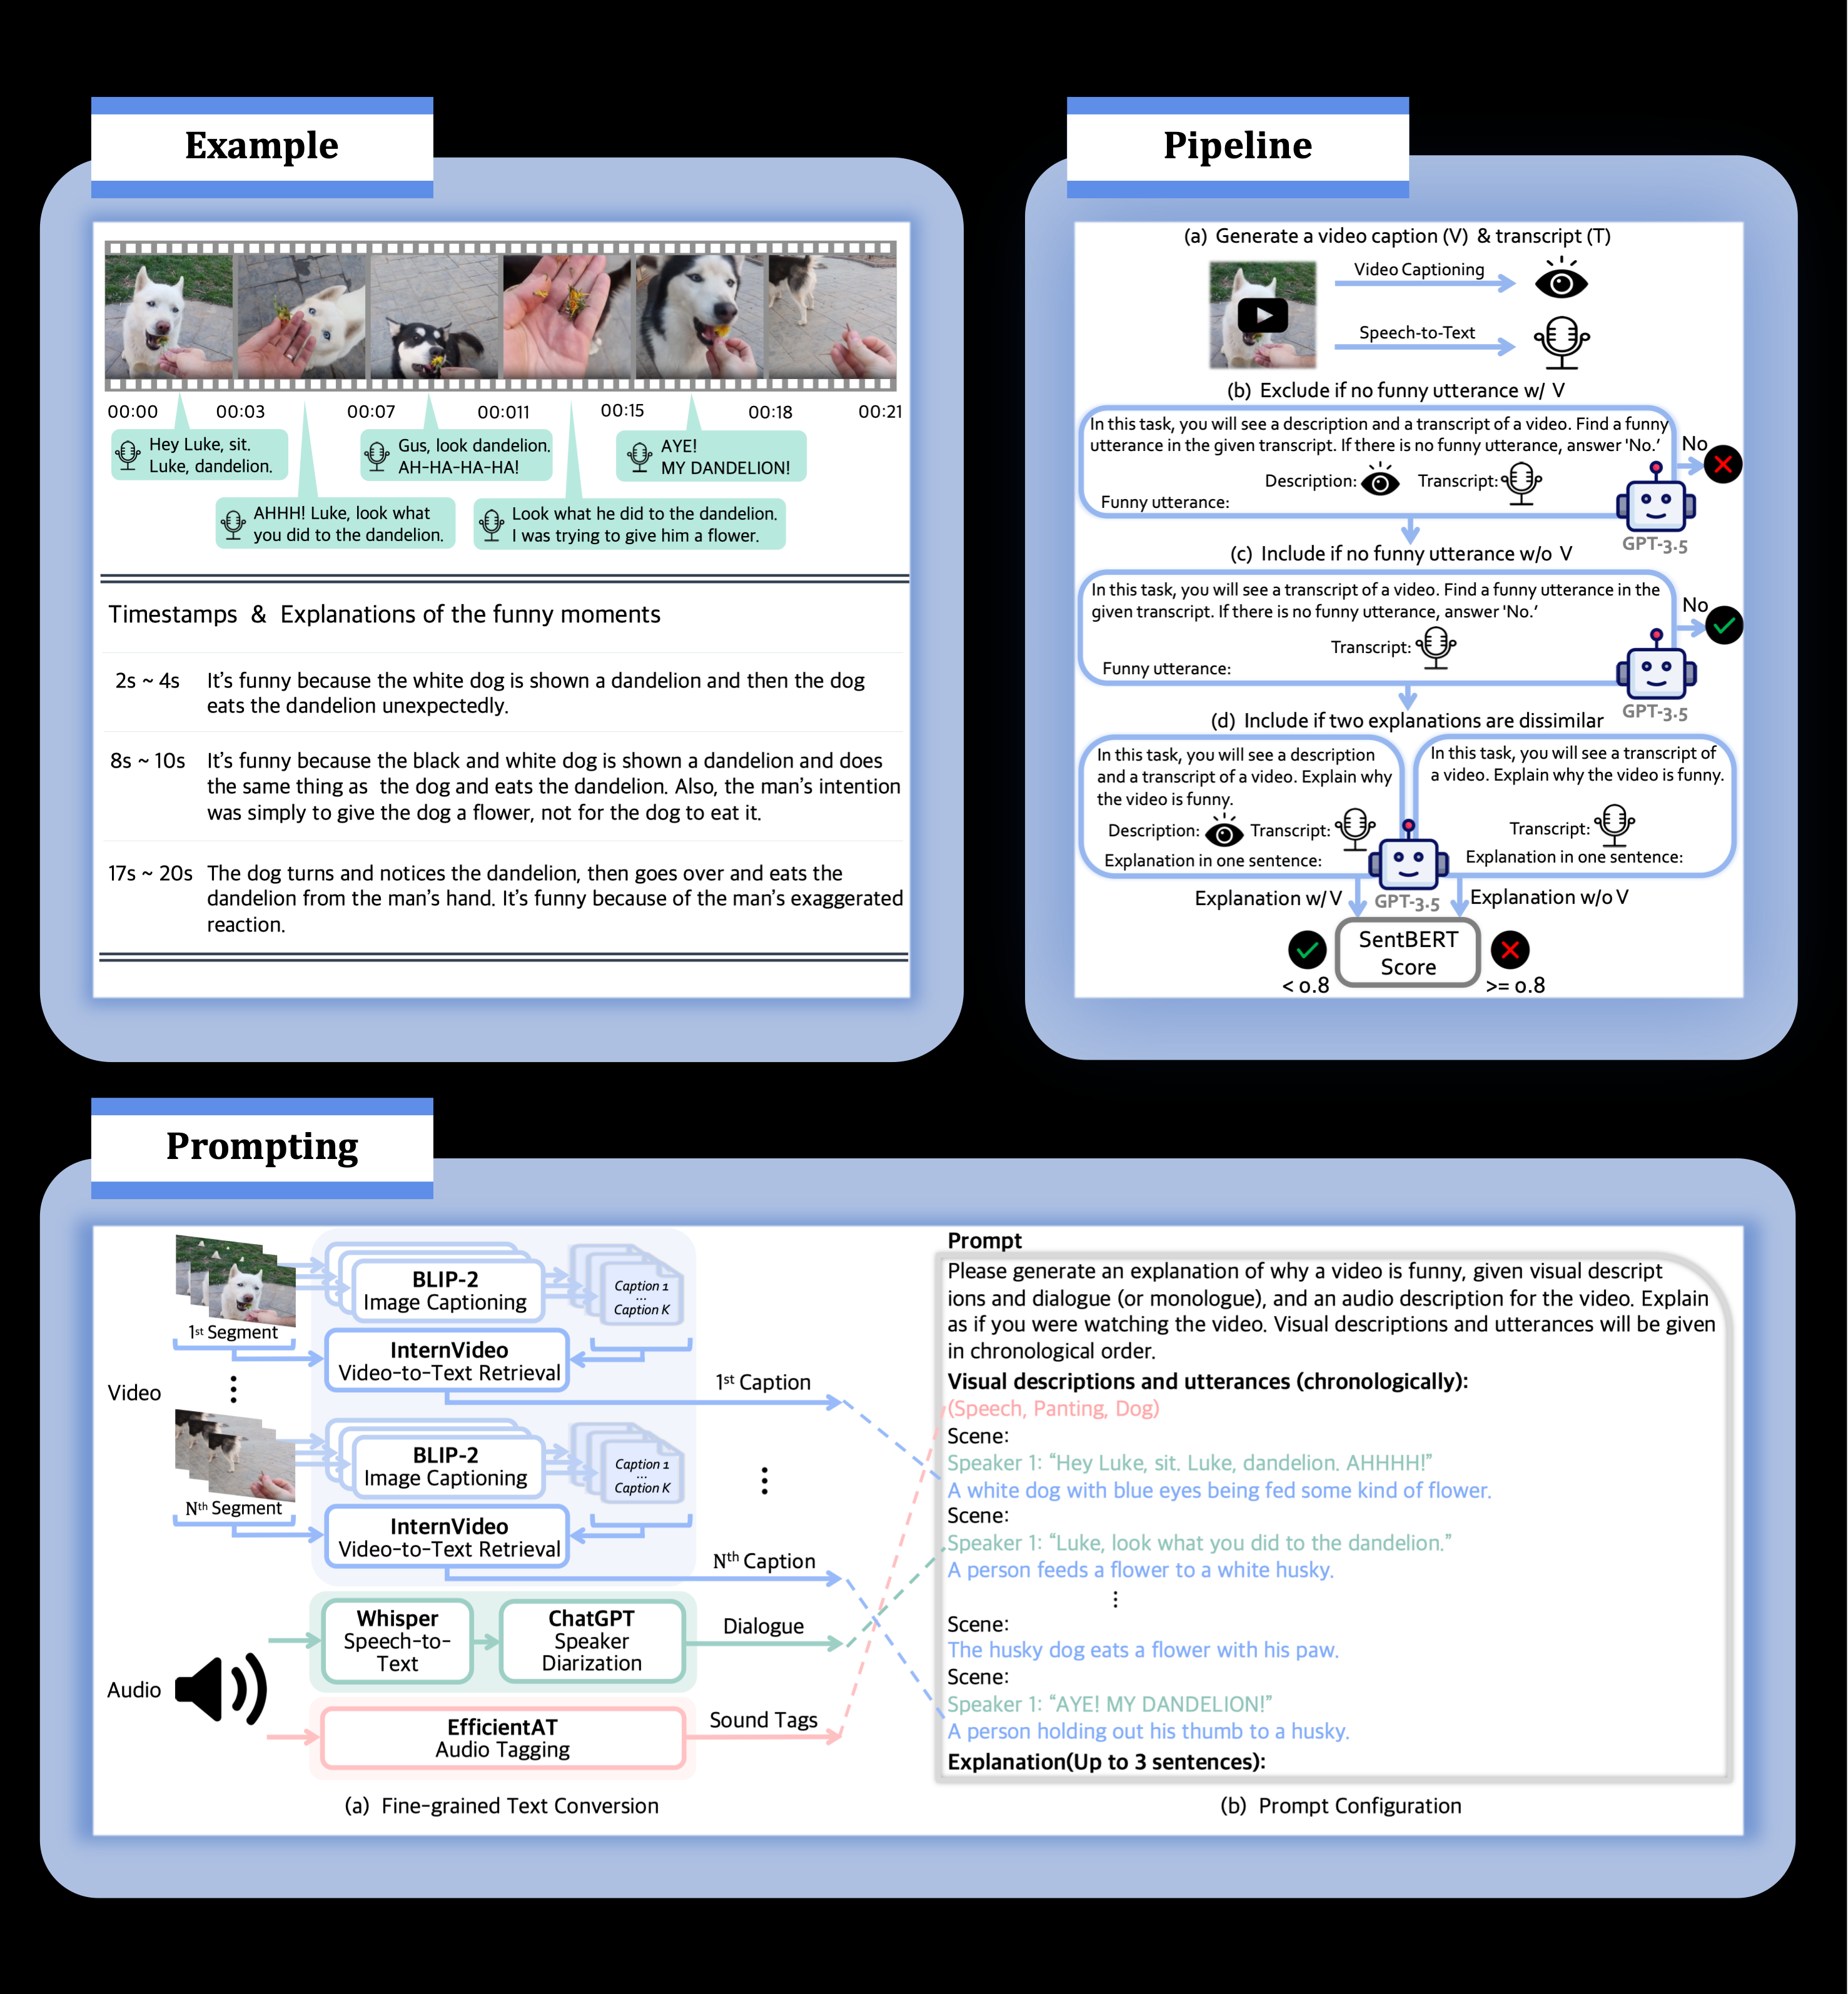 Example
00:00 00:03 00:07 00:011 00:15 00:18 00:21
Hey Luke, sit.
Luke, dandelion.
Gus, look dandelion.
AH-HA-HA-HA!
AYE!
MY DANDELION!
AHHH! Luke, look what
you did to the dandelion.
Look what he did to the dandelion.
I was trying to give him a flower.
Timestamps & Explanations of the funny moments
2s ~ 4s It's funny because the white dog is shown a dandelion and then the dog
eats the dandelion unexpectedly.
8s ~ 10s It's funny because the black and white dog is shown a dandelion and does
the same thing as the dog and eats the dandelion. Also, the man's intention
was simply to give the dog a flower, not for the dog to eat it.
17s ~ 20s The dog turns and notices the dandelion, then goes over and eats the
dandelion from the man's hand. It's funny because of the man's exaggerated
reaction.
Pipeline
(a) Generate a video caption (V) & transcript (T)
Video Captioning
Speech-to-Text
(b) Exclude if no funny utterance w/ V
In this task, you will see a description and a transcript of a video. Find a funny
utterance in the given transcript. If there is no funny utterance, answer 'No.'
No
Description: Transcript:
Funny utterance:
GPT-3.5
(c) Include if no funny utterance w/o V
In this task, you will see a transcript of a video. Find a funny utterance in the
given transcript. If there is no funny utterance, answer 'No.'
No
Transcript:
Funny utterance:
GPT-3.5
(d) Include if two explanations are dissimilar
In this task, you will see a description
and a transcript of a video. Explain why
the video is funny.
Description: Transcript:
Explanation in one sentence:
In this task, you will see a transcript of
a video. Explain why the video is funny.
Transcript:
Explanation in one sentence:
Explanation w/ V GPT-3.5 Explanation w/o V
SentBERT
Score
< 0.8 >= 0.8
Prompting
Video
1st Segment
BLIP-2
Image Captioning
Caption 1
...
Caption K
InternVideo
Video-to-Text Retrieval
1st Caption
Nth Segment
BLIP-2
Image Captioning
Caption 1
...
Caption K
InternVideo
Video-to-Text Retrieval
Nth Caption
Audio
Whisper
Speech-to-
Text
ChatGPT
Speaker
Diarization
Dialogue
EfficientAT
Audio Tagging
Sound Tags
(a) Fine-grained Text Conversion
Prompt
Please generate an explanation of why a video is funny, given visual descript
ions and dialogue (or monologue), and an audio description for the video. Explain
as if you were watching the video. Visual descriptions and utterances will be given
in chronological order.
Visual descriptions and utterances (chronologically):
(Speech, Panting, Dog)
Scene:
Speaker 1: “Hey Luke, sit. Luke, dandelion. AHHHH!”
A white dog with blue eyes being fed some kind of flower.
Scene:
Speaker 1: “Luke, look what you did to the dandelion.”
A person feeds a flower to a white husky.
⋮
Scene:
The husky dog eats a flower with his paw.
Scene:
Speaker 1: “AYE! MY DANDELION!”
A person holding out his thumb to a husky.
Explanation(Up to 3 sentences):
(b) Prompt Configuration